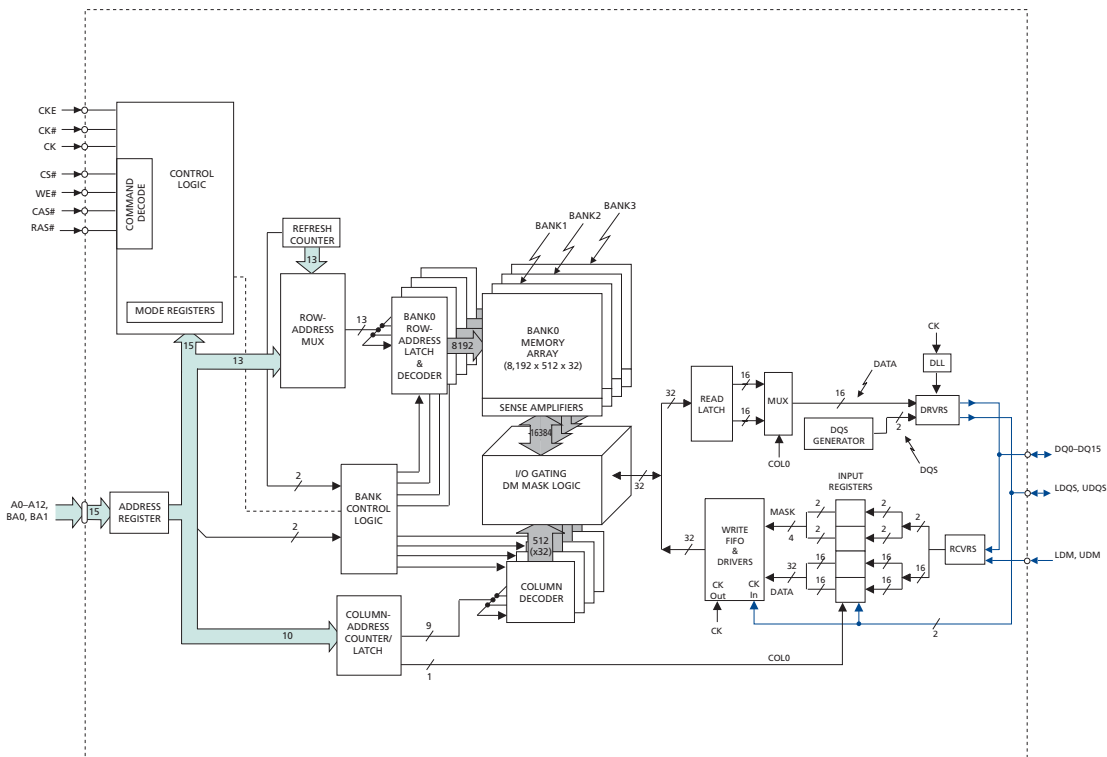 CKE
CK#
CK
CS#
WE#
CAS#
RAS#
COMMAND
DECODE
CONTROL
LOGIC
MODE REGISTERS
15
13
REFRESH
COUNTER
13
ROW-
ADDRESS
MUX
13
BANK0
ROW-
ADDRESS
LATCH
&
DECODER
8192
BANK1
BANK2
BANK3
BANK0
MEMORY
ARRAY
(8,192 x 512 x 32)
SENSE AMPLIFIERS
16384
I/O GATING
DM MASK LOGIC
32
512
(x32)
COLUMN
DECODER
2
2
BANK
CONTROL
LOGIC
A0–A12,
BA0, BA1
15
ADDRESS
REGISTER
10
COLUMN-
ADDRESS
COUNTER/
LATCH
9
1
COL0
32
READ
LATCH
16
16
MUX
COL0
16
DATA
DQS
GENERATOR
2
DQS
CK
DLL
DRVRS
DQ0–DQ15
LDQS, UDQS
LDM, UDM
32
WRITE
FIFO
&
DRIVERS
CK
Out
CK
In
CK
MASK
4
32
DATA
INPUT
REGISTERS
2
2
16
16
2
2
16
16
2
16
RCVRS
2